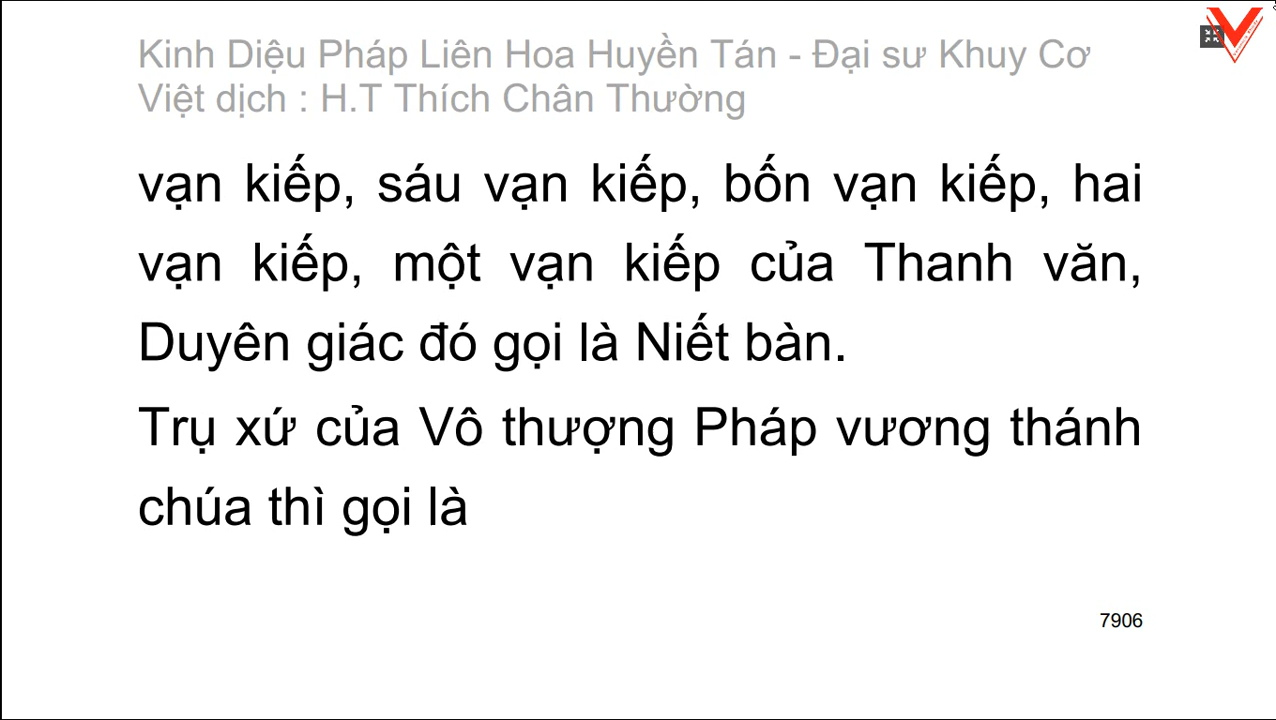 Kinh Diệu Pháp Liên Hoa Huyền Tán - Đại sư Khuy Cơ
Việt dịch : H.T Thích Chân Thường
vạn kiếp, sáu vạn kiếp, bốn vạn kiếp, hai
vạn kiếp, một vạn kiếp của Thanh văn,
Duyên giác đó gọi là Niết bàn.
Trụ xứ của Vô thượng Pháp vương thánh
chúa thì gọi là
7906